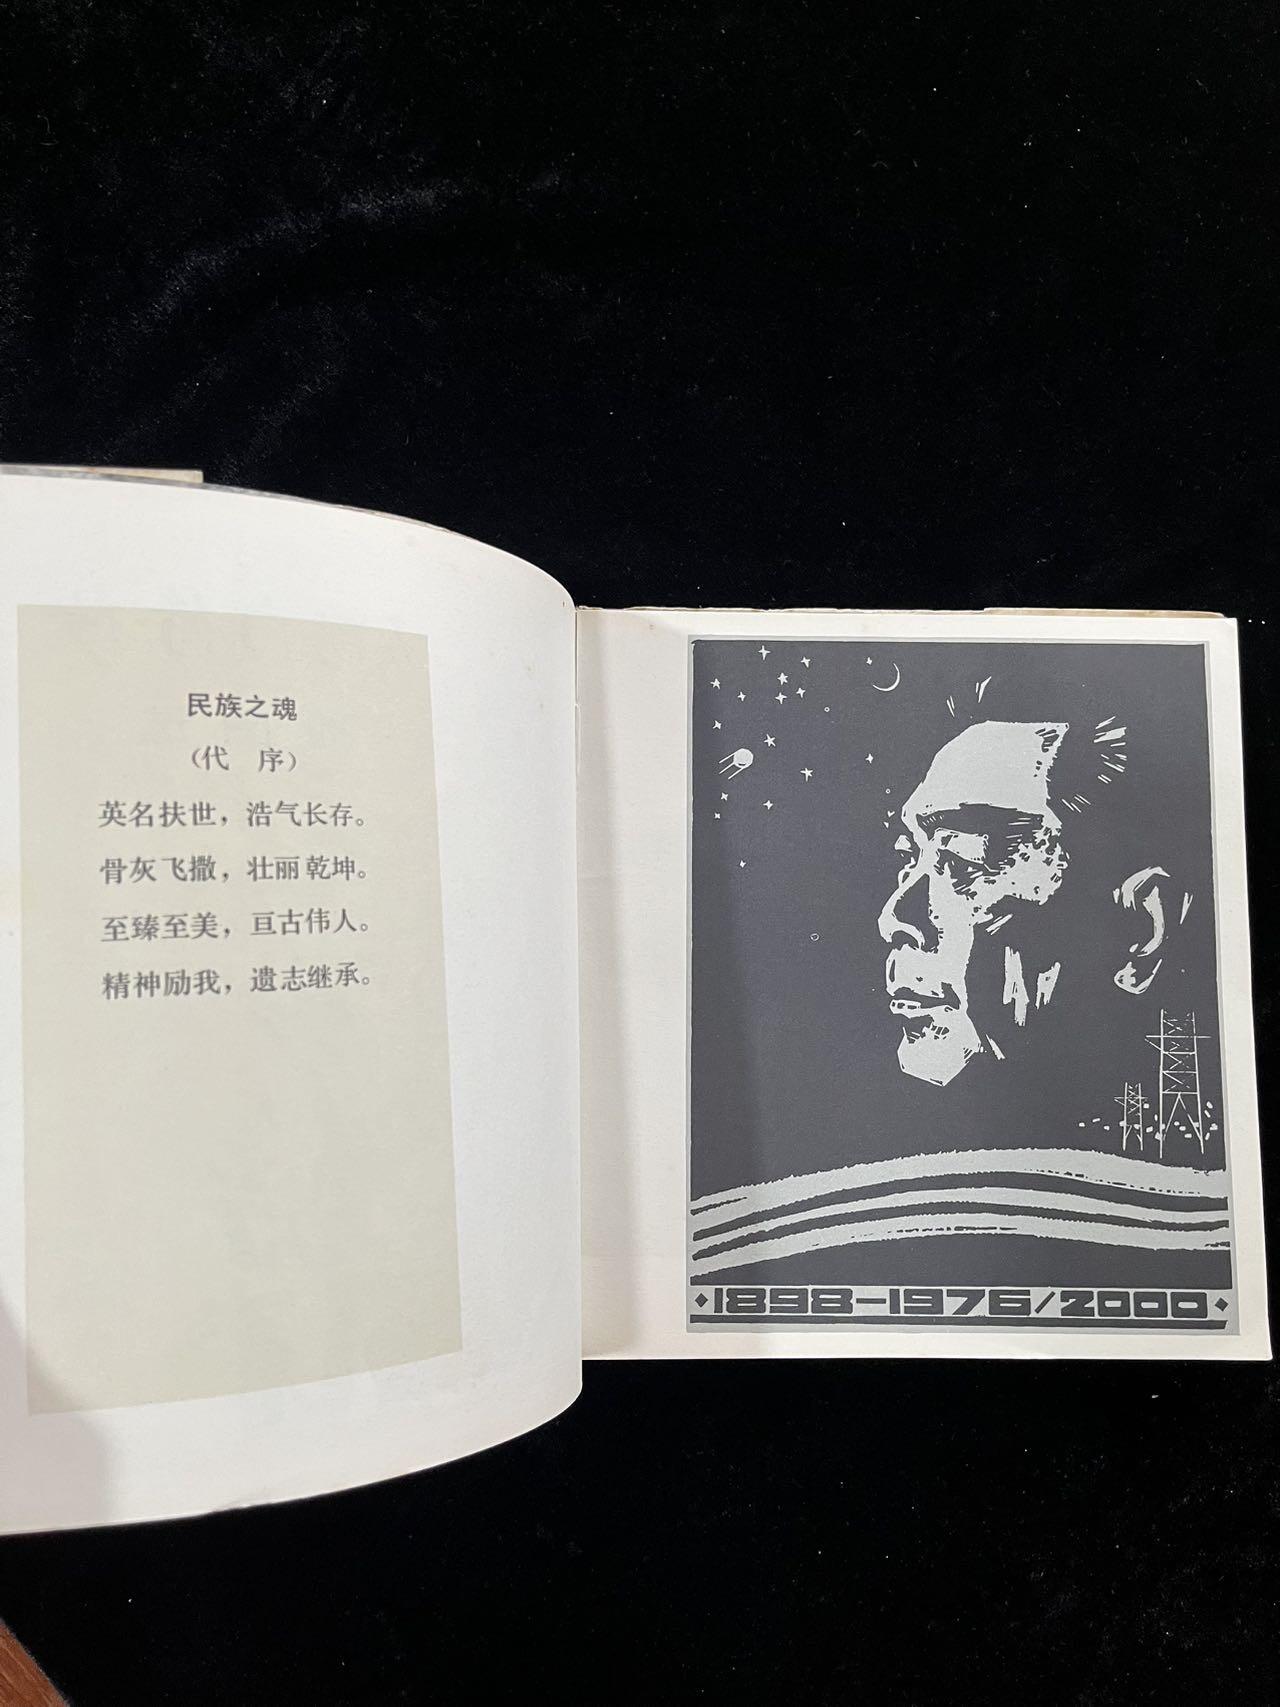 民族之魂
（代 序）
英名扶世，浩气长存。
骨灰飞撒，壮丽乾坤。
至臻至美，亘古伟人。
精神励我，遗志继承。
1898—1976/2000